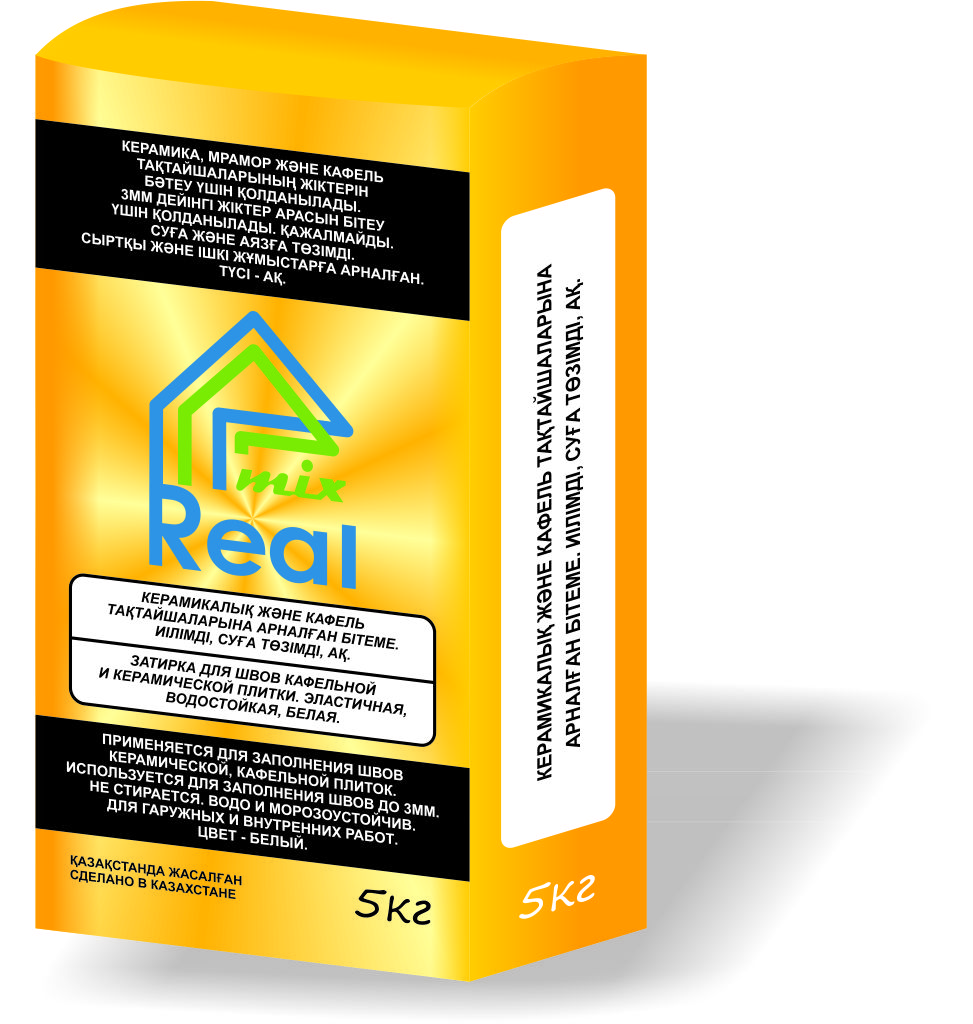 КЕРАМИКА, МРАМОР ЖӘНЕ КАФЕЛЬ
ТАҚТАЙШАЛАРЫНЫҢ ЖІКТЕРІН
БӘТЕУ ҮШІН ҚОЛДАНЫЛАДЫ.
3ММ ДЕЙІНГІ ЖІКТЕР АРАСЫН БІТЕУ
ҮШІН ҚОЛДАНЫЛАДЫ. ҚАЖАЛМАЙДЫ.
СУҒА ЖӘНЕ АЯЗҒА ТӨЗІМДІ.
СЫРТҚЫ ЖӘНЕ ІШКІ ЖҰМЫСТАРҒА АРНАЛҒАН.
ТҮСІ - АҚ.
mix
Real
КЕРАМИКАЛЫҚ ЖӘНЕ КАФЕЛЬ
ТАҚТАЙШАЛАРЫНА АРНАЛҒАН БІТЕМЕ.
ИІЛІМДІ, СУҒА ТӨЗІМДІ, АҚ.
ЗАТИРКА ДЛЯ ШВОВ КАФЕЛЬНОЙ
И КЕРАМИЧЕСКОЙ ПЛИТКИ. ЭЛАСТИЧНАЯ,
ВОДОСТОЙКАЯ, БЕЛАЯ.
ПРИМЕНЯЕТСЯ ДЛЯ ЗАПОЛНЕНИЯ ШВОВ
КЕРАМИЧЕСКОЙ, КАФЕЛЬНОЙ ПЛИТОК.
ИСПОЛЬЗУЕТСЯ ДЛЯ ЗАПОЛНЕНИЯ ШВОВ ДО 3ММ.
НЕ СТИРАЕТСЯ. ВОДО И МОРОЗОУСТОЙЧИВ.
ДЛЯ ГАРУЖНЫХ И ВНУТРЕННИХ РАБОТ.
ЦВЕТ - БЕЛЫЙ.
ҚАЗАҚСТАНДА ЖАСАЛҒАН
СДЕЛАНО В КАЗАХСТАНЕ
5кг
КЕРАМИКАЛЫҚ ЖӘНЕ КАФЕЛЬ ТАҚТАЙШАЛАРЫНА
АРНАЛҒАН БІТЕМЕ. ИІЛІМДІ, СУҒА ТӨЗІМДІ, АҚ.
5кг